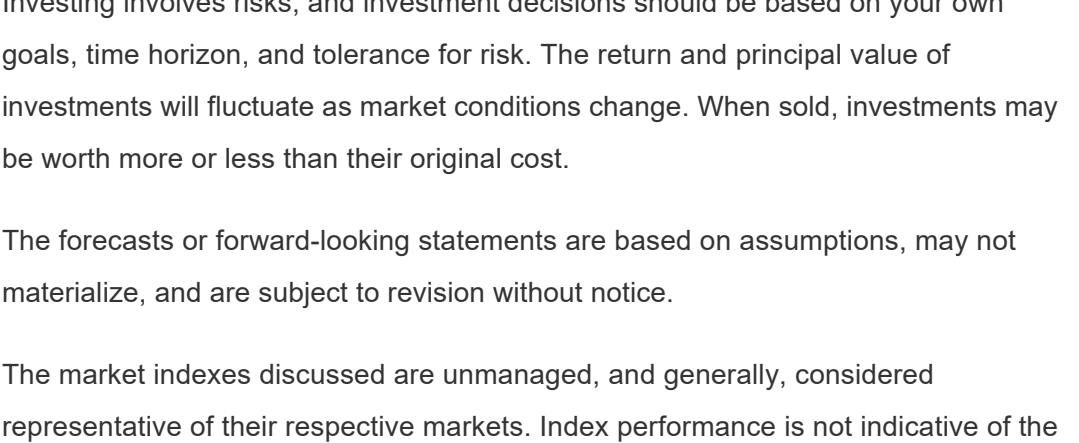 Investing involves risks, and investment decisions should be based on your own
goals, time horizon, and tolerance for risk. The return and principal value of
investments will fluctuate as market conditions change. When sold, investments may
be worth more or less than their original cost.
The forecasts or forward-looking statements are based on assumptions, may not
materialize, and are subject to revision without notice.
The market indexes discussed are unmanaged, and generally, considered
representative of their respective markets. Index performance is not indicative of the